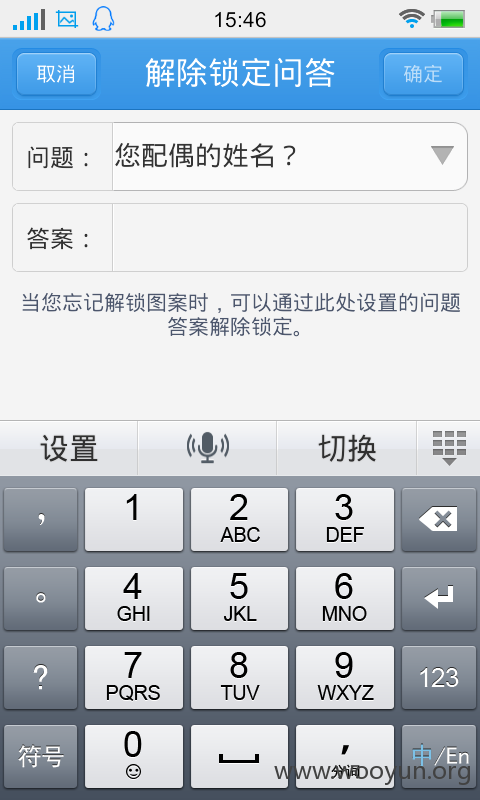 15:46
取消 解除锁定问答 确定
问题： 您配偶的姓名？
答案：
当您忘记解锁图案时，可以通过此处设置的问题
答案解除锁定。
设置 切换
， 1 2 3
ABC DEF
。 4 5 6
GHI JKL MNO
? 7 8 9 123
PQRS TUV WXYZ
符号 0 ， 中/En
分词
www.wooyun.org